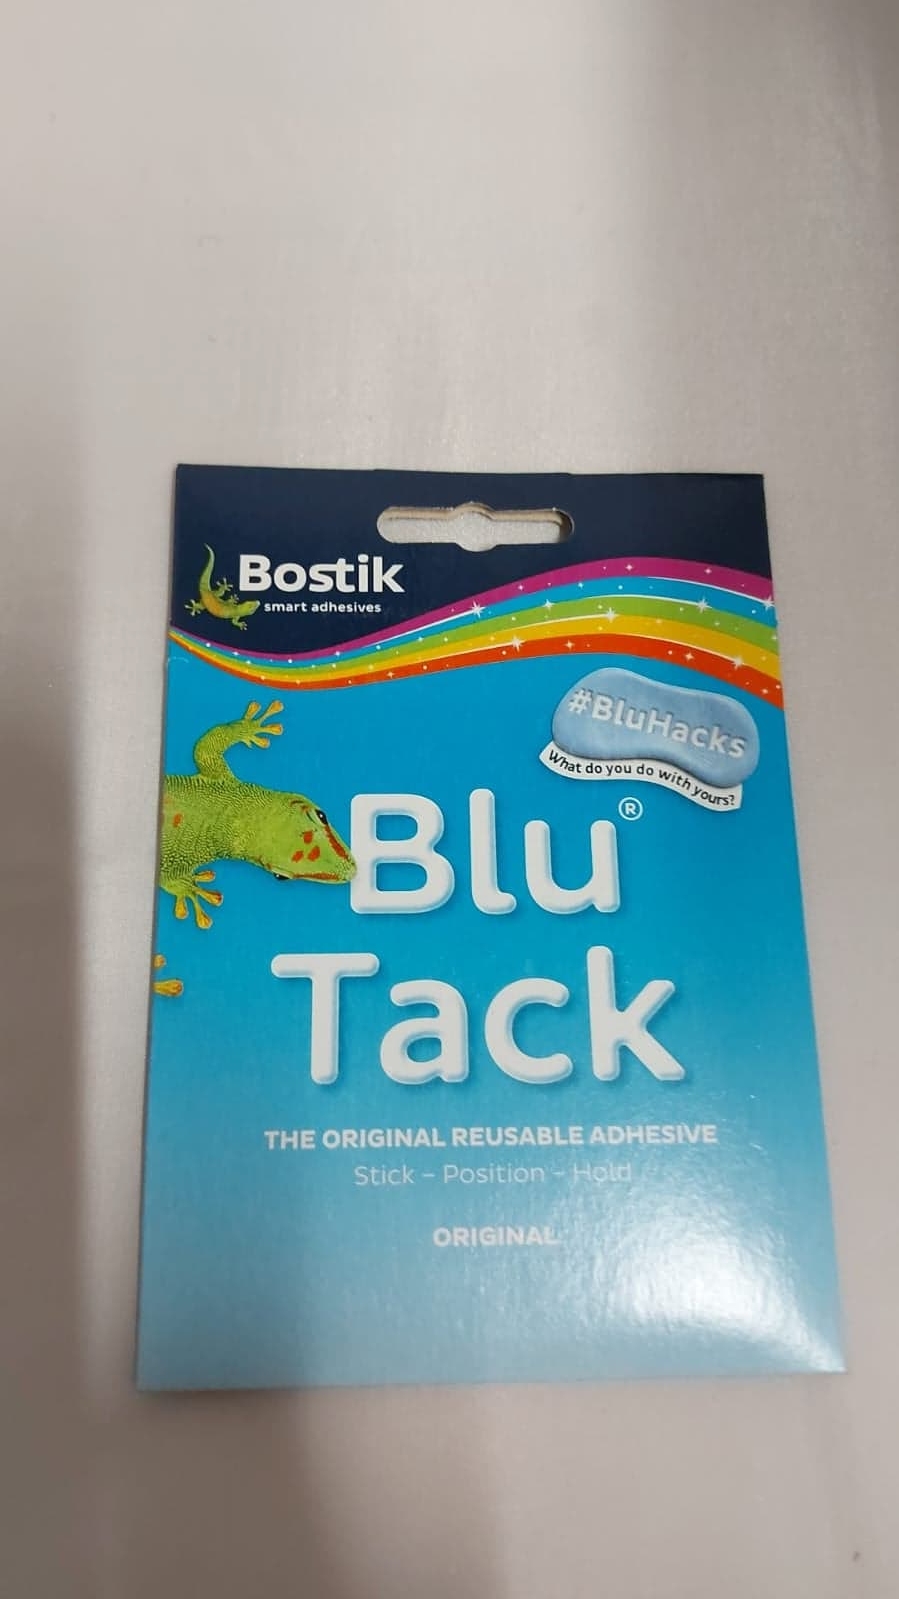 Bostik
smart adhesives
#BluHacks
What do you do with yours?
Blu®
Tack
THE ORIGINAL REUSABLE ADHESIVE
Stick – Position – Hold
ORIGINAL